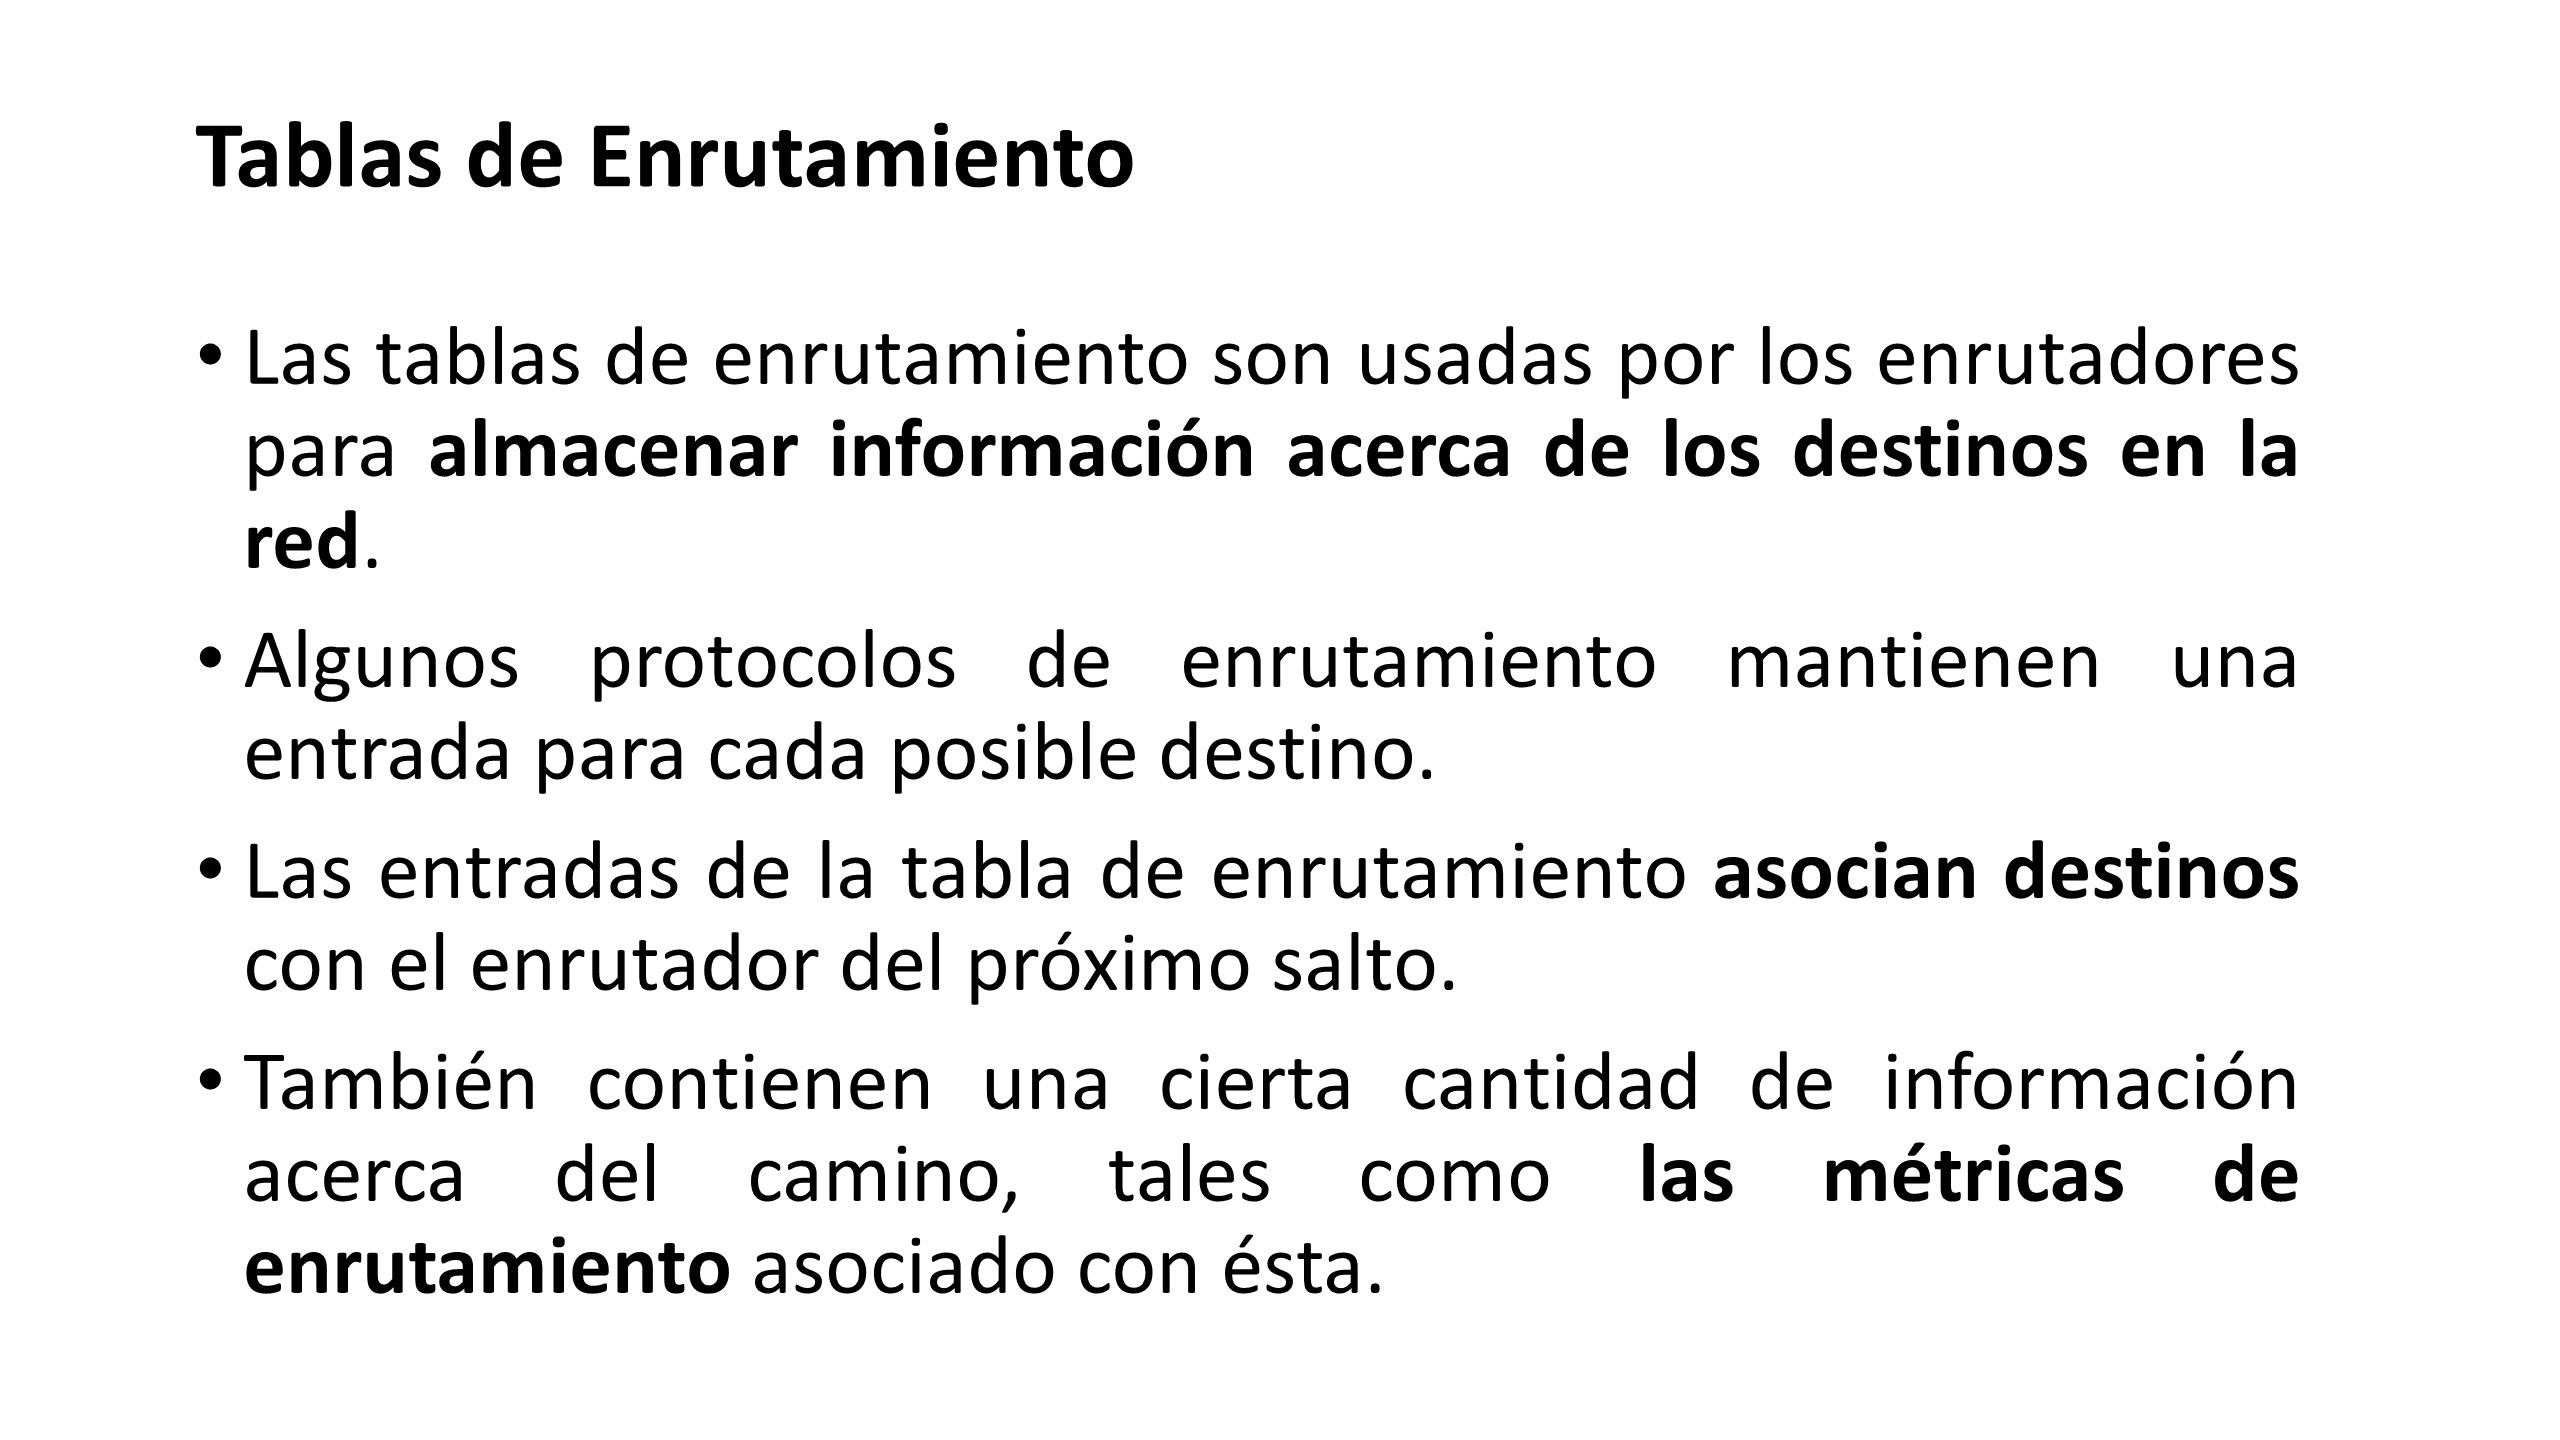 Tablas de Enrutamiento
• Las tablas de enrutamiento son usadas por los enrutadores
para almacenar información acerca de los destinos en la
red.
• Algunos protocolos de enrutamiento mantienen una
entrada para cada posible destino.
• Las entradas de la tabla de enrutamiento asocian destinos
con el enrutador del próximo salto.
• También contienen una cierta cantidad de información
acerca del camino, tales como las métricas de
enrutamiento asociado con ésta.